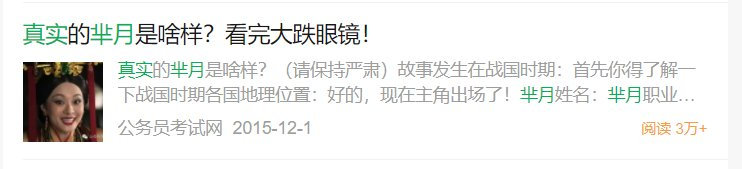 真实的芈月是啥样？看完大跌眼镜！
真实的芈月是啥样？（请保持严肃）故事发生在战国时期：首先你得了解一
下战国时期各国地理位置：好的，现在主角出场了！芈月姓名：芈月职业...
公务员考试网 2015-12-1
阅读 3万+